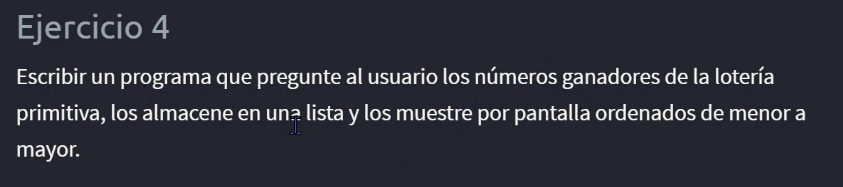 Ejercicio 4
Escribir un programa que pregunte al usuario los números ganadores de la lotería
primitiva, los almacene en una lista y los muestre por pantalla ordenados de menor a
mayor.